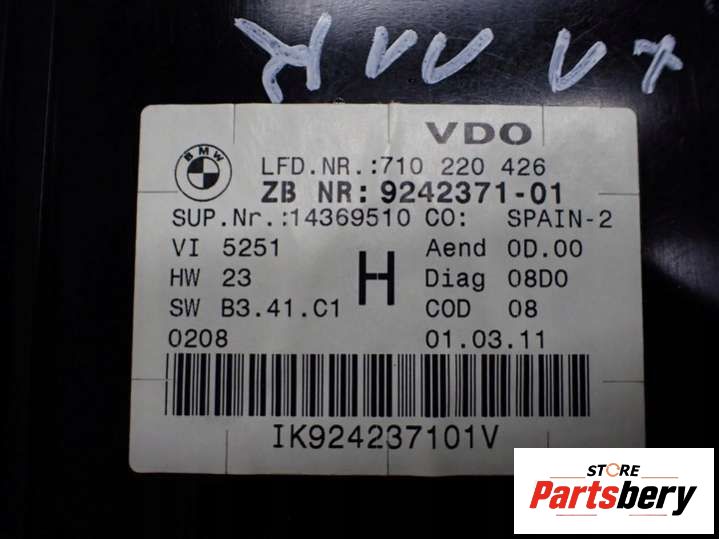 VDO
BMW
LFD.NR.:710 220 426
ZB NR: 9242371-01
SUP.Nr.:14369510 CO: SPAIN-2
VI 5251 Aend 0D.00
HW 23 H Diag 08D0
SW B3.41.C1 COD 08
0208 01.03.11
IK924237101V
STORE
Partsbery